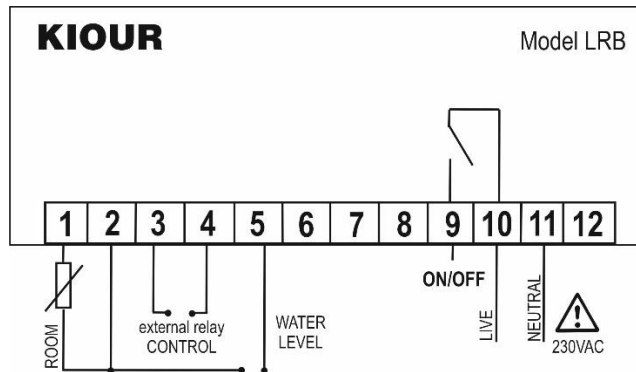 KIOUR Model LRB
1 2 3 4 5 6 7 8 9 10 11 12
ROOM
external relay
CONTROL
WATER
LEVEL
ON/OFF
LIVE
NEUTRAL
230VAC